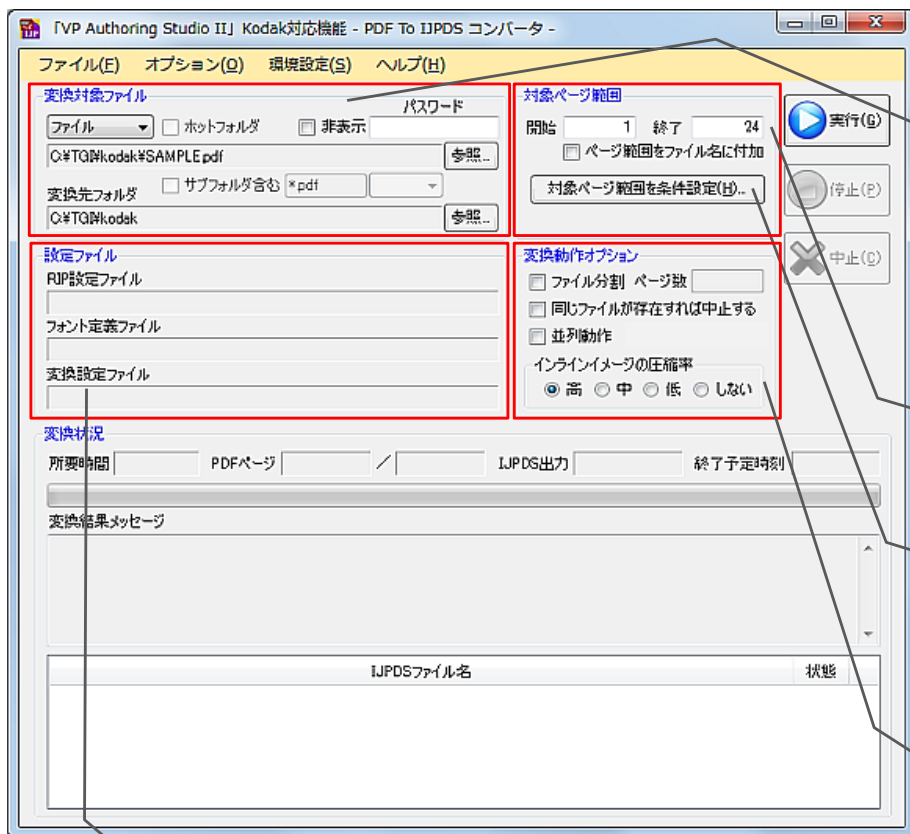 「VP Authoring Studio II」Kodak対応機能 - PDF To IJPDS コンバータ -
ファイル(F) オプション(O) 環境設定(S) ヘルプ(H)
変換対象ファイル
パスワード
ファイル ホットフォルダ 非表示
C:¥TGI¥kodak¥SAMPLE.pdf 参照...
変換先フォルダ サブフォルダ含む *pdf
C:¥TGI¥kodak 参照...
対象ページ範囲
開始 1 終了 24
ページ範囲をファイル名に付加
対象ページ範囲を条件設定(H)...
実行(G)
停止(P)
中止(C)
設定ファイル
RIP設定ファイル
フォント定義ファイル
変換設定ファイル
変換動作オプション
ファイル分割 ページ数
同じファイルが存在すれば中止する
並列動作
インラインイメージの圧縮率
高 中 低 しない
変換状況
所要時間 PDFページ / IJPDS出力 終了予定時刻
変換結果メッセージ
IJPDSファイル名 状態